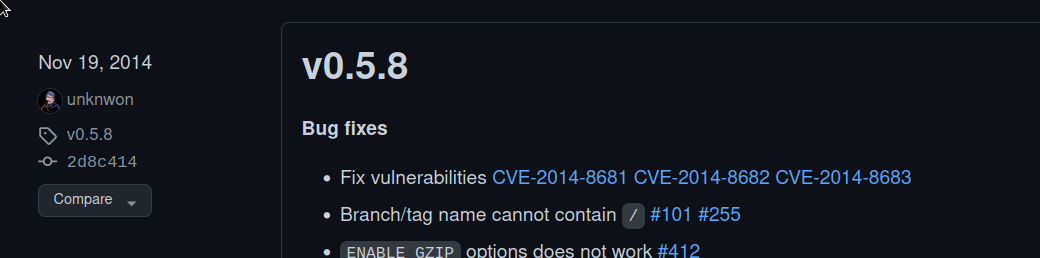 Nov 19, 2014
unknwon
v0.5.8
2d8c414
Compare
v0.5.8
Bug fixes
Fix vulnerabilities CVE-2014-8681 CVE-2014-8682 CVE-2014-8683
Branch/tag name cannot contain / #101 #255
ENABLE_GZIP options does not work #412